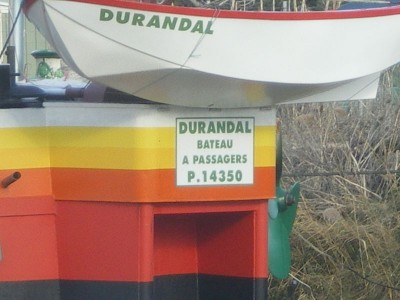 DURANDAL
DURANDAL
BATEAU
A PASSAGERS
P.14350